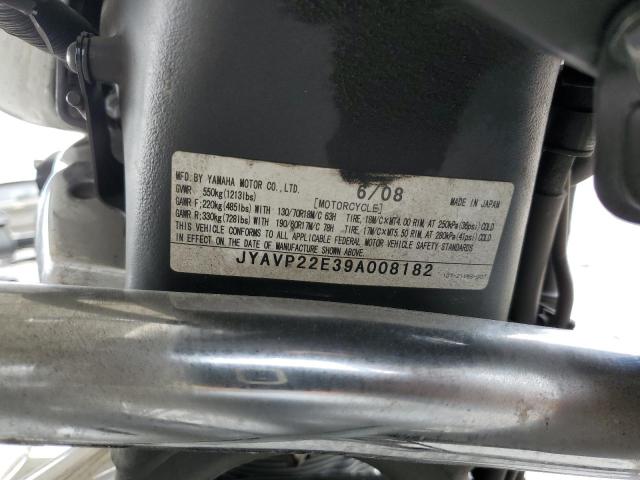 MFD. BY YAMAHA MOTOR CO., LTD. 6/08 MADE IN JAPAN
GVWR 550kg(1213lbs) [MOTORCYCLE]
GAWR F; 220kg(485lbs) WITH 130/70R18M/C 63H TIRE, 18M/C×MT4.00 RIM, AT 250kPa(36psi)COLD
GAWR R; 330kg(728lbs) WITH 190/60R17M/C 78H TIRE, 17M/C×MT5.50 RIM, AT 280kPa(41psi)COLD
THIS VEHICLE CONFORMS TO ALL APPLICABLE FEDERAL MOTOR VEHICLE SAFETY STANDARDS
IN EFFECT ON THE DATE OF MANUFACTURE SHOWN ABOVE.
JYAVP22E39A008182